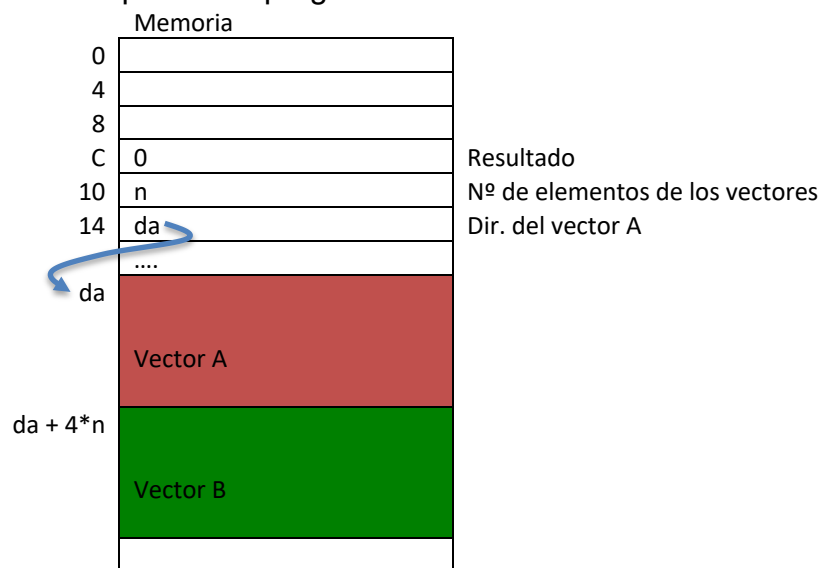 Memoria
0
4
8
C 0 Resultado
10 n Nº de elementos de los vectores
14 da Dir. del vector A
....
da
Vector A
da + 4*n
Vector B